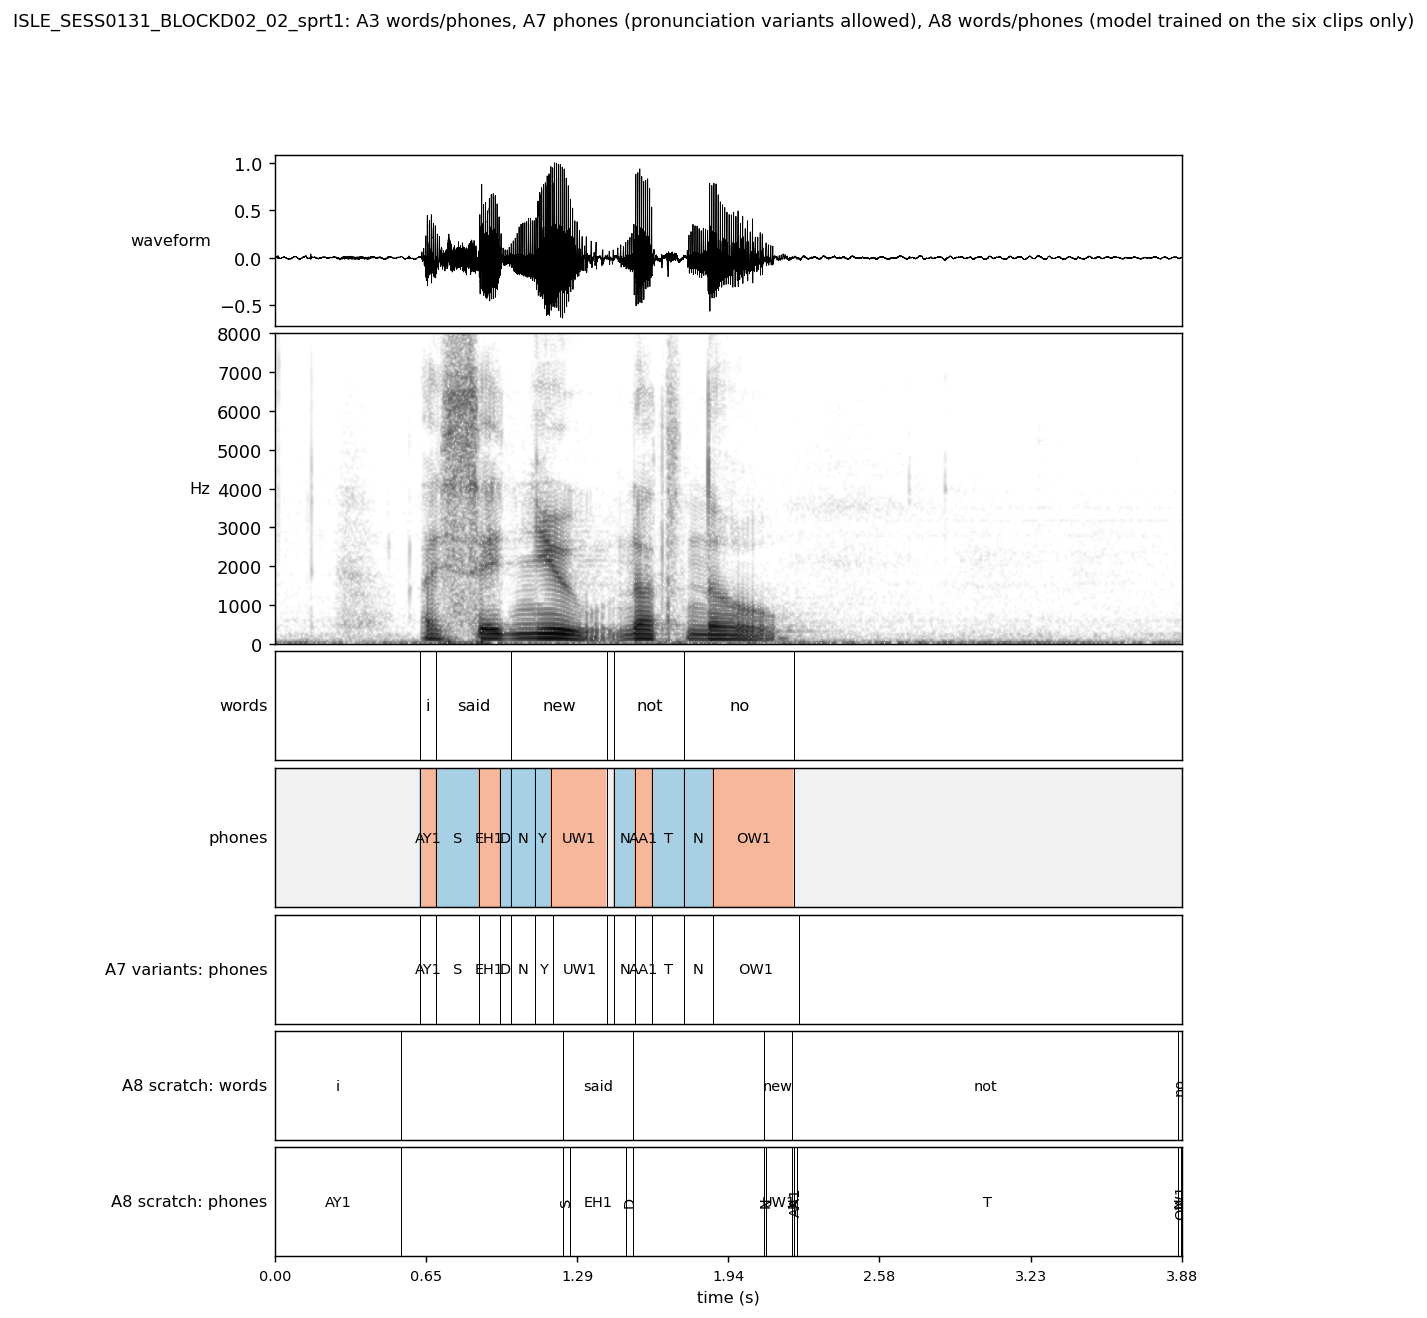 ISLE_SESS0131_BLOCKD02_02_sprt1: A3 words/phones, A7 phones (pronunciation variants allowed), A8 words/phones (model trained on the six clips only)
waveform
1.0
0.5
0.0
−0.5
Hz
8000
7000
6000
5000
4000
3000
2000
1000
0
words
i said new not no
phones
AY1 S EH1 D N Y UW1 N AA1 T N OW1
A7 variants: phones
AY1 S EH1 D N Y UW1 N AA1 T N OW1
A8 scratch: words
i said new not no
A8 scratch: phones
AY1 S EH1 D UW1 AA1 T OW1
0.00 0.65 1.29 1.94 2.58 3.23 3.88
time (s)